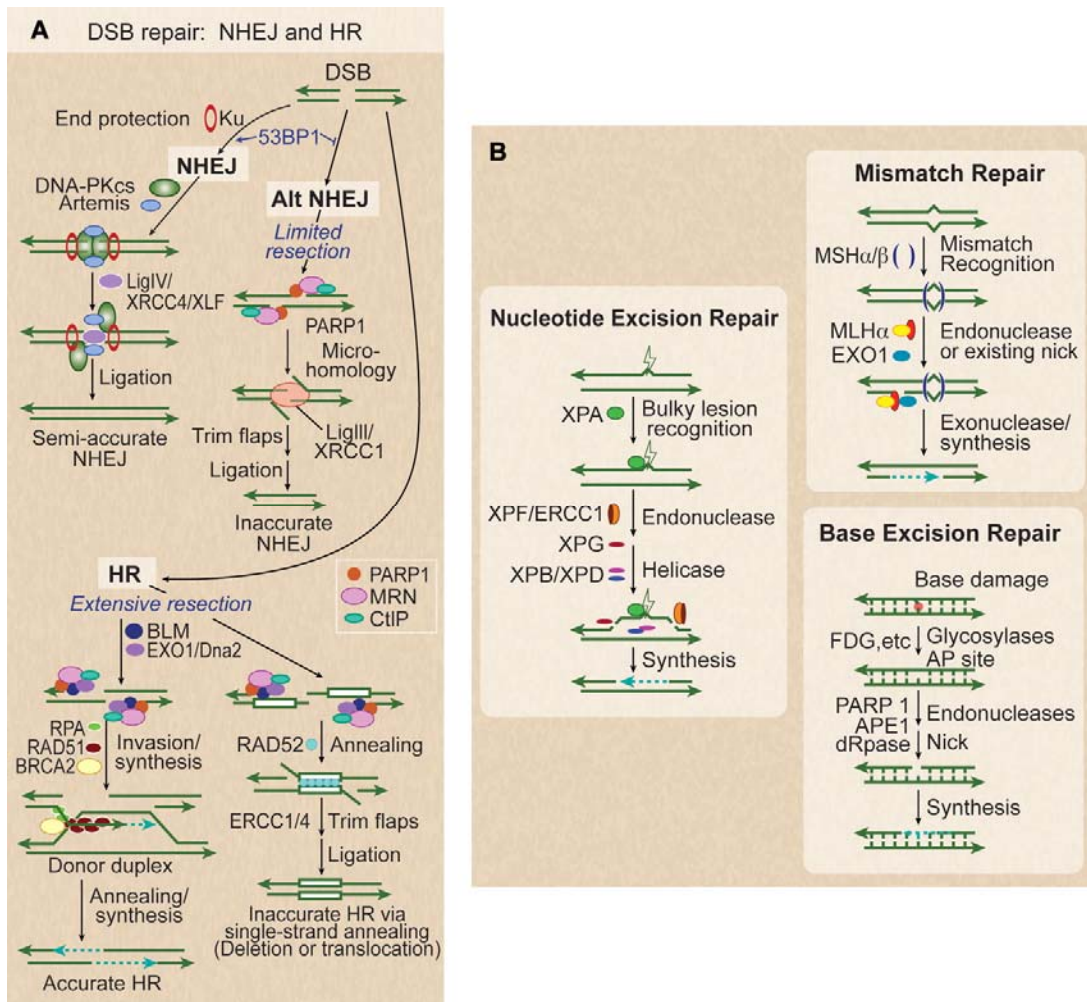 A
DSB repair: NHEJ and HR
DSB
End protection
Ku
53BP1
NHEJ
DNA-PKcs
Artemis
Alt NHEJ
Limited
resection
LigIV/
XRCC4/XLF
PARP1
Micro-
homology
Ligation
Semi-accurate
NHEJ
LigIII/
XRCC1
Trim flaps
Ligation
Inaccurate
NHEJ
HR
Extensive resection
PARP1
MRN
CtIP
BLM
EXO1/Dna2
RPA
RAD51
BRCA2
Invasion/
synthesis
Donor duplex
Annealing/
synthesis
Accurate HR
RAD52
Annealing
ERCC1/4
Trim flaps
Ligation
Inaccurate HR via
single-strand annealing
(Deletion or translocation)
B
Nucleotide Excision Repair
XPA
Bulky lesion
recognition
XPF/ERCC1
Endonuclease
XPG
XPB/XPD
Helicase
Synthesis
Mismatch Repair
MSHα/β
Mismatch
Recognition
MLHα
EXO1
Endonuclease
or existing nick
Exonuclease/
synthesis
Base Excision Repair
Base damage
FDG,etc
Glycosylases
AP site
PARP 1
APE1
dRpase
Endonucleases
Nick
Synthesis